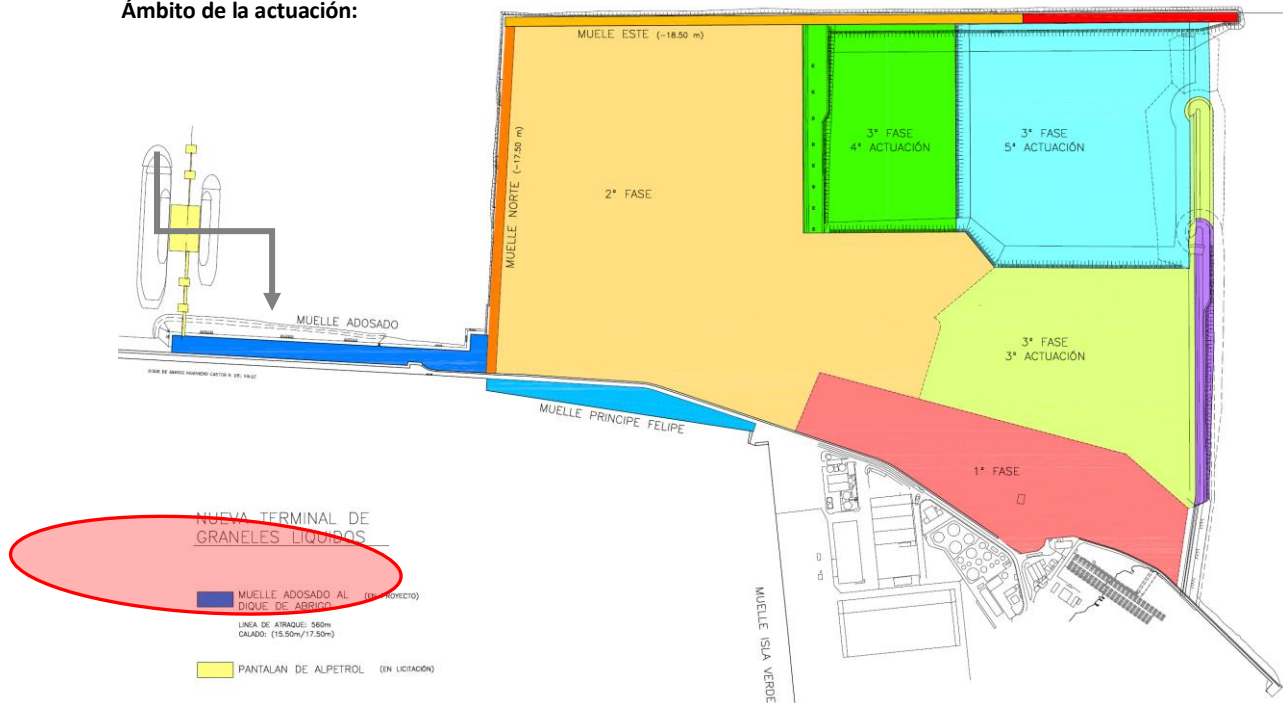 Ámbito de la actuación:
MUELE ESTE (-18.50 m)
MUELLE NORTE (-17.50 m)
2ª FASE
3ª FASE
4ª ACTUACIÓN
3ª FASE
5ª ACTUACIÓN
MUELLE ADOSADO
3ª FASE
3ª ACTUACIÓN
MUELLE PRINCIPE FELIPE
1ª FASE
MUELLE ISLA VERDE
NUEVA TERMINAL DE
GRANELES LIQUIDOS
MUELLE ADOSADO AL (EN PROYECTO)
DIQUE DE ABRIGO
LINEA DE ATRAQUE: 560m
CALADO: (15.50m/17.50m)
PANTALAN DE ALPETROL (EN LICITACIÓN)